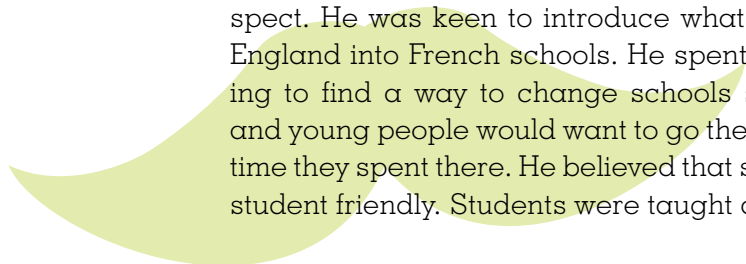 spect. He was keen to introduce what
England into French schools. He spent
ing to find a way to change schools
and young people would want to go the
time they spent there. He believed that s
student friendly. Students were taught